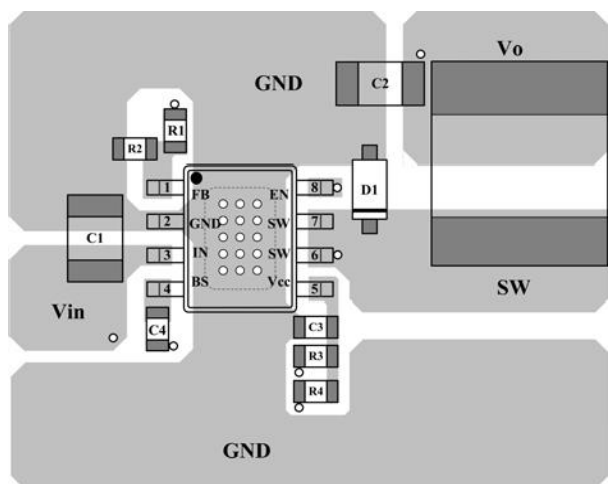 Vo
C2
GND
R1
R2
1 FB EN 8
D1
2 GND SW 7
C1
3 IN SW 6
4 BS Vcc 5
SW
Vin
C4
C3
R3
R4
GND